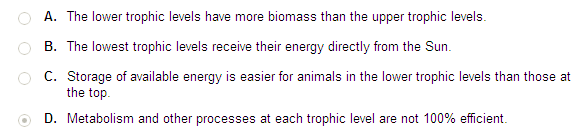 A. The lower trophic levels have more biomass than the upper trophic levels.
B. The lowest trophic levels receive their energy directly from the Sun.
C. Storage of available energy is easier for animals in the lower trophic levels than those at
the top.
D. Metabolism and other processes at each trophic level are not 100% efficient.